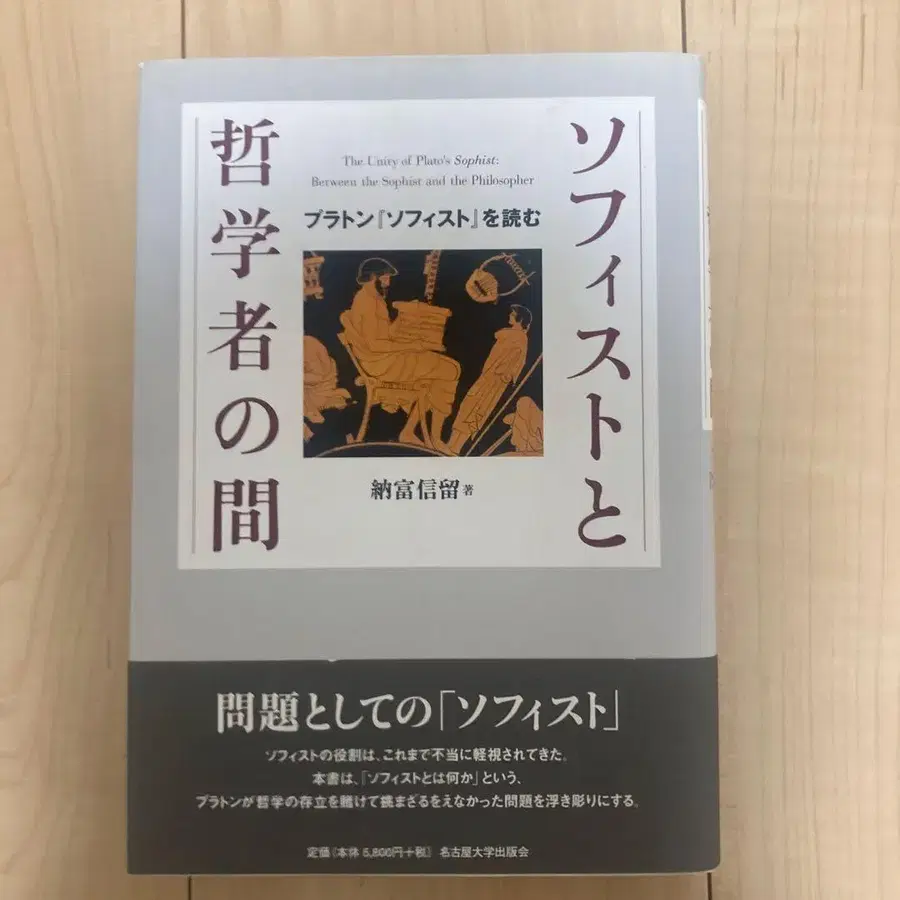 ソフィストと
哲学者の間
The Unity of Plato's Sophist:
Between the Sophist and the Philosopher
プラトン『ソフィスト』を読む
納富信留 著
問題としての「ソフィスト」
ソフィストの役割は、これまで不当に軽視されてきた。
本書は、「ソフィストとは何か」という、
プラトンが哲学の存立を賭けて挑まざるをえなかった問題を浮き彫りにする。
定価（本体 5,800円+税） 名古屋大学出版会